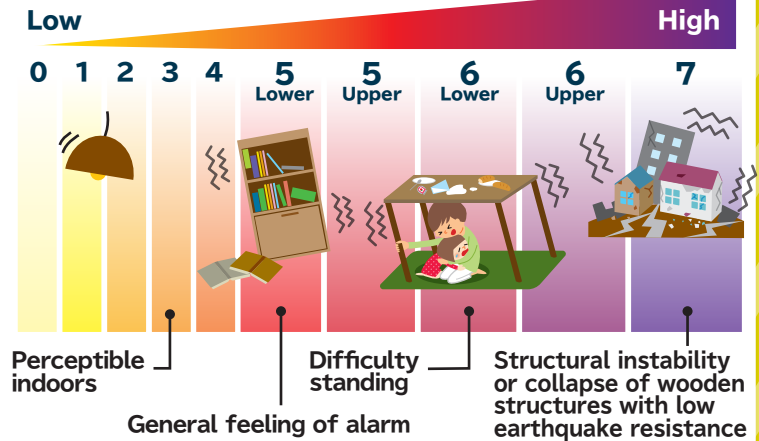 Low High
0 1 2 3 4 5 5 6 6 7
Lower Upper Lower Upper
Perceptible
indoors
General feeling of alarm
Difficulty
standing
Structural instability
or collapse of wooden
structures with low
earthquake resistance